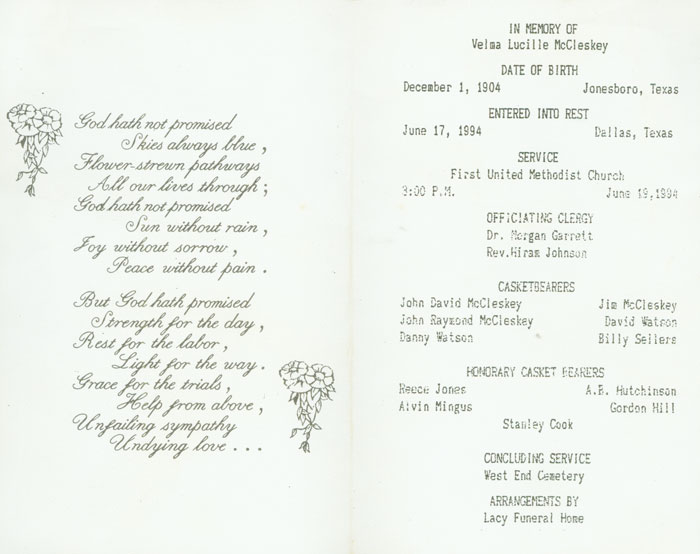 God hath not promised
Skies always blue,
Flower-strewn pathways
All our lives through;
God hath not promised
Sun without rain,
Joy without sorrow,
Peace without pain.
But God hath promised
Strength for the day,
Rest for the labor,
Light for the way.
Grace for the trials,
Help from above,
Unfailing sympathy
Undying love...
IN MEMORY OF
Velma Lucille McCleskey
DATE OF BIRTH
December 1, 1904 Jonesboro, Texas
ENTERED INTO REST
June 17, 1994 Dallas, Texas
SERVICE
First United Methodist Church
3:00 P.M. June 19,1994
OFFICIATING CLERGY
Dr. Morgan Garrett
Rev.Hiram Johnson
CASKETBEARERS
John David McCleskey Jim McCleskey
John Raymond McCleskey David Watson
Danny Watson Billy Sellers
HONORARY CASKET BEARERS
Reece Jones A.B. Hutchinson
Alvin Mingus Gordon Hill
Stanley Cook
CONCLUDING SERVICE
West End Cemetery
ARRANGEMENTS BY
Lacy Funeral Home